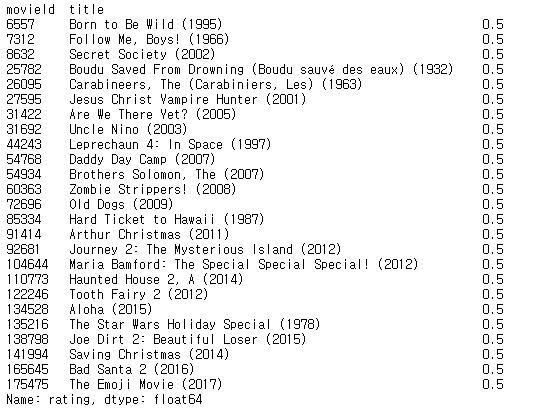 movieId  title
6557     Born to Be Wild (1995)                                     0.5
7312     Follow Me, Boys! (1966)                                    0.5
8632     Secret Society (2002)                                      0.5
25782    Boudu Saved From Drowning (Boudu sauvé des eaux) (1932)    0.5
26095    Carabineers, The (Carabiniers, Les) (1963)                 0.5
27595    Jesus Christ Vampire Hunter (2001)                         0.5
31422    Are We There Yet? (2005)                                   0.5
31692    Uncle Nino (2003)                                          0.5
44243    Leprechaun 4: In Space (1997)                              0.5
54768    Daddy Day Camp (2007)                                      0.5
54934    Brothers Solomon, The (2007)                               0.5
60363    Zombie Strippers! (2008)                                   0.5
72696    Old Dogs (2009)                                            0.5
85334    Hard Ticket to Hawaii (1987)                               0.5
91414    Arthur Christmas (2011)                                    0.5
92681    Journey 2: The Mysterious Island (2012)                    0.5
104644   Maria Bamford: The Special Special Special! (2012)         0.5
110773   Haunted House 2, A (2014)                                  0.5
122246   Tooth Fairy 2 (2012)                                       0.5
134528   Aloha (2015)                                               0.5
135216   The Star Wars Holiday Special (1978)                       0.5
138798   Joe Dirt 2: Beautiful Loser (2015)                         0.5
141994   Saving Christmas (2014)                                    0.5
165645   Bad Santa 2 (2016)                                         0.5
175475   The Emoji Movie (2017)                                     0.5
Name: rating, dtype: float64